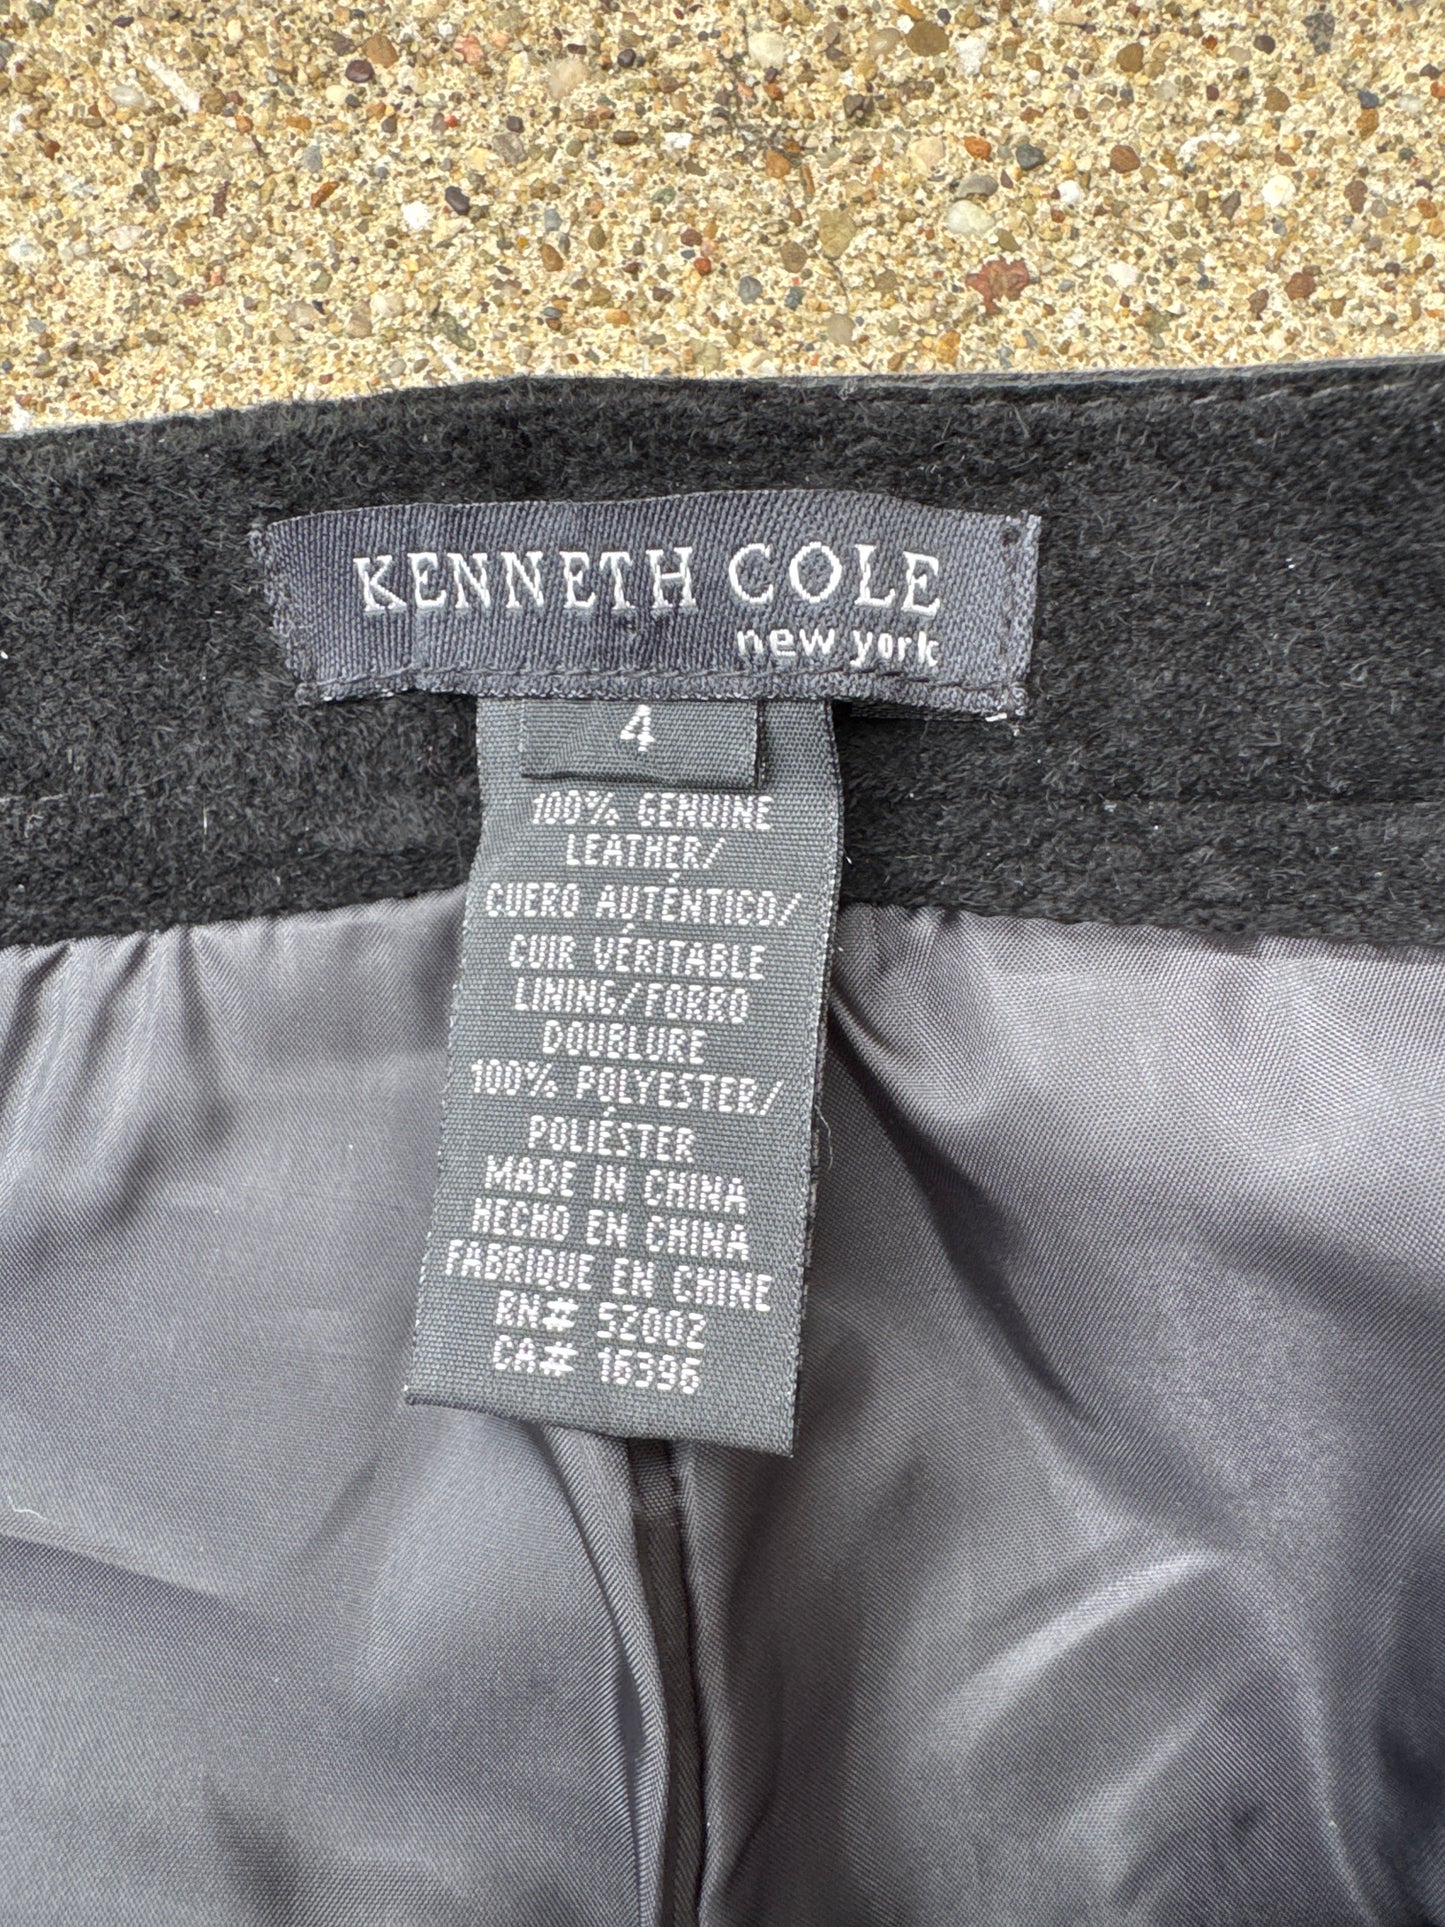 KENNETH COLE
new york
4
100% GENUINE
LEATHER/
CUERO AUTÉNTICO/
CUIR VÉRITABLE
LINING/FORRO
DOUBLURE
100% POLYESTER/
POLIÉSTER
MADE IN CHINA
HECHO EN CHINA
FABRIQUE EN CHINE
RN# 52002
CA# 16396